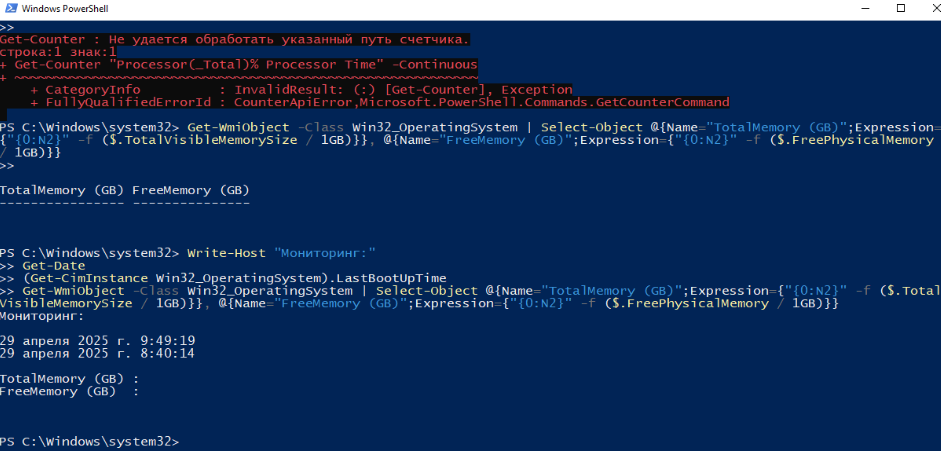 Windows PowerShell
>>
Get-Counter : Не удается обработать указанный путь счетчика.
строка:1 знак:1
+ Get-Counter "Processor(_Total)% Processor Time" -Continuous
+ ~~~~~~~~~~~~~~~~~~~~~~~~~~~~~~~~~~~~~~~~~~~~~~~~~~~~~~~~~~~
    + CategoryInfo          : InvalidResult: (:) [Get-Counter], Exception
    + FullyQualifiedErrorId : CounterApiError,Microsoft.PowerShell.Commands.GetCounterCommand
PS C:\Windows\system32> Get-WmiObject -Class Win32_OperatingSystem | Select-Object @{Name="TotalMemory (GB)";Expression=
{"{0:N2}" -f ($.TotalVisibleMemorySize / 1GB)}}, @{Name="FreeMemory (GB)";Expression={"{0:N2}"  -f ($.FreePhysicalMemory
/ 1GB)}}
>>
TotalMemory (GB) FreeMemory (GB)
---------------- ---------------
PS C:\Windows\system32> Write-Host "Мониторинг:"
>> Get-Date
>> (Get-CimInstance Win32_OperatingSystem).LastBootUpTime
>> Get-WmiObject -Class Win32_OperatingSystem | Select-Object @{Name="TotalMemory (GB)";Expression={"{0:N2}" -f ($.Total
VisibleMemorySize / 1GB)}}, @{Name="FreeMemory (GB)";Expression={"{0:N2}" -f ($.FreePhysicalMemory / 1GB)}}
Мониторинг:
29 апреля 2025 г. 9:49:19
29 апреля 2025 г. 8:40:14
TotalMemory (GB) :
FreeMemory (GB)  :
PS C:\Windows\system32>